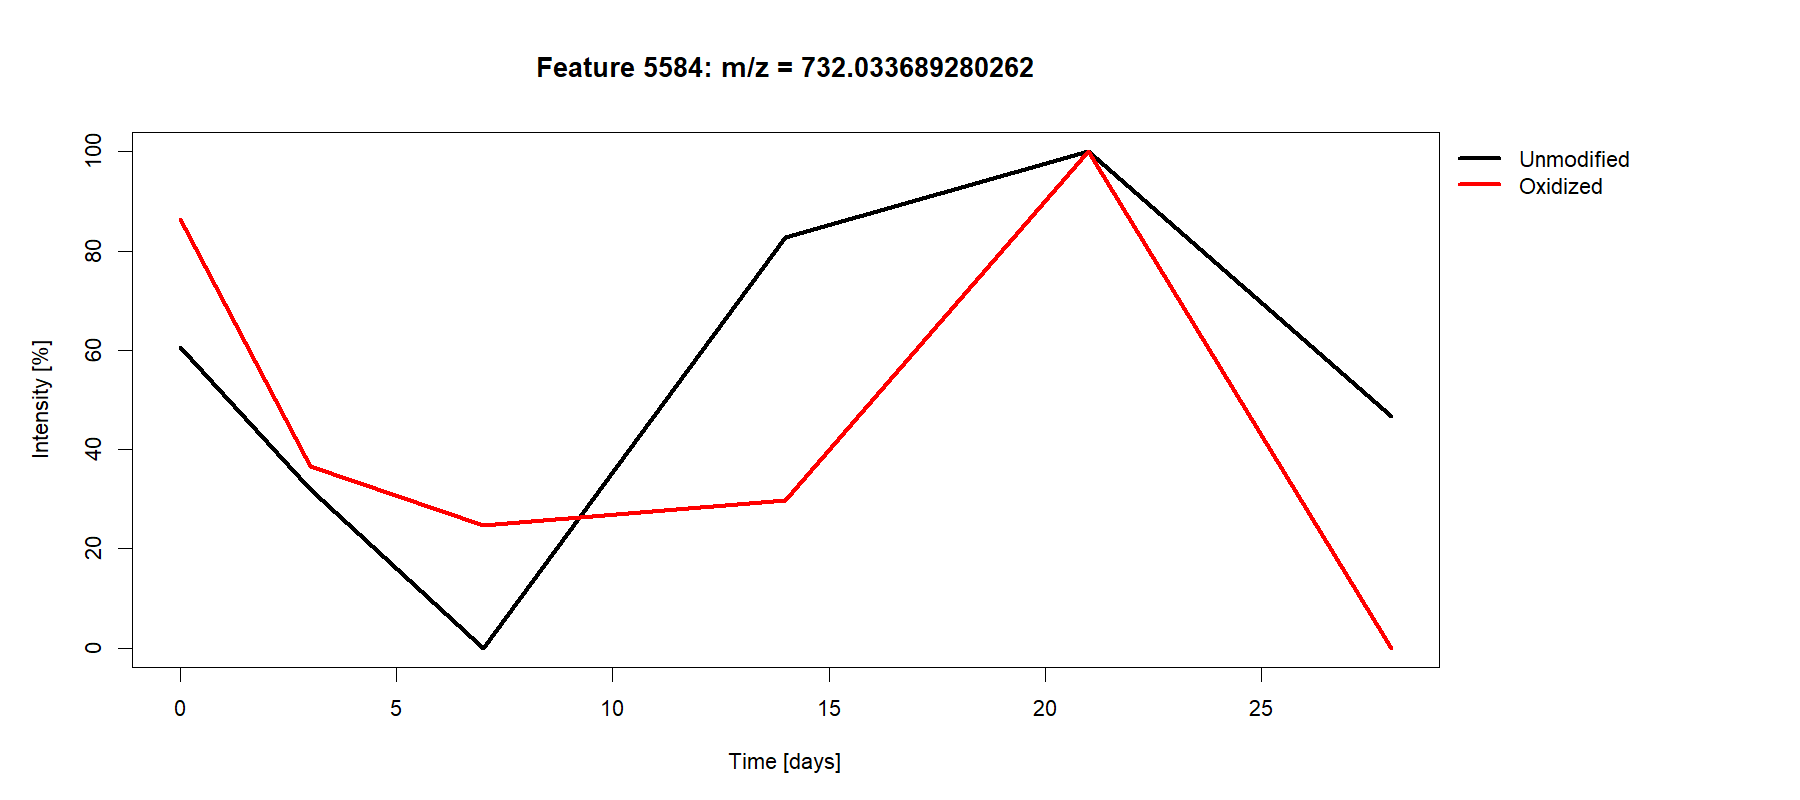 Feature 5584: m/z = 732.033689280262
Unmodified
Oxidized
Intensity [%]
100
80
60
40
20
0
0 5 10 15 20 25
Time [days]